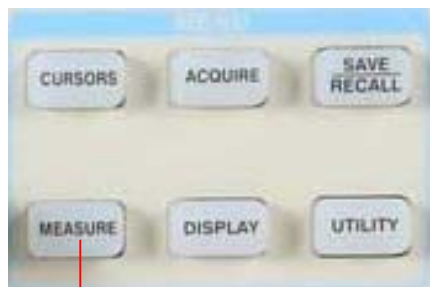 CURSORS
ACQUIRE
SAVE
RECALL
MEASURE
DISPLAY
UTILITY